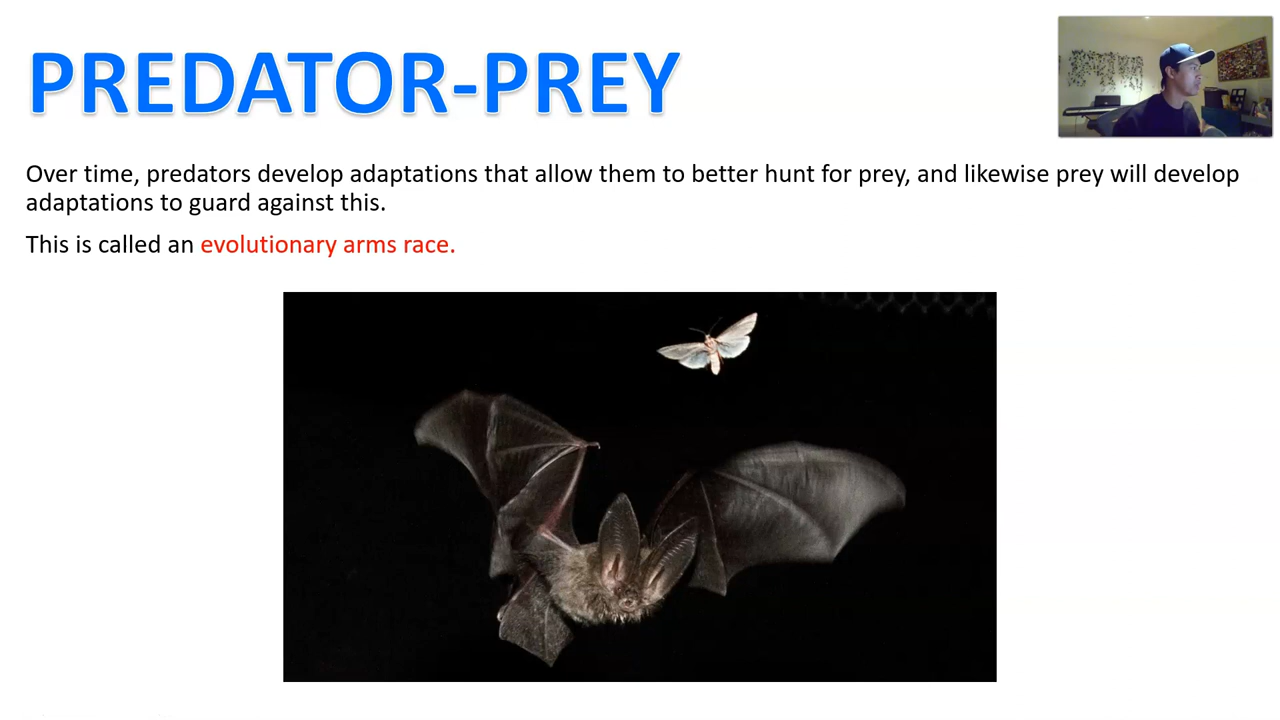 PREDATOR-PREY
Over time, predators develop adaptations that allow them to better hunt for prey, and likewise prey will develop
adaptations to guard against this.
This is called an evolutionary arms race.